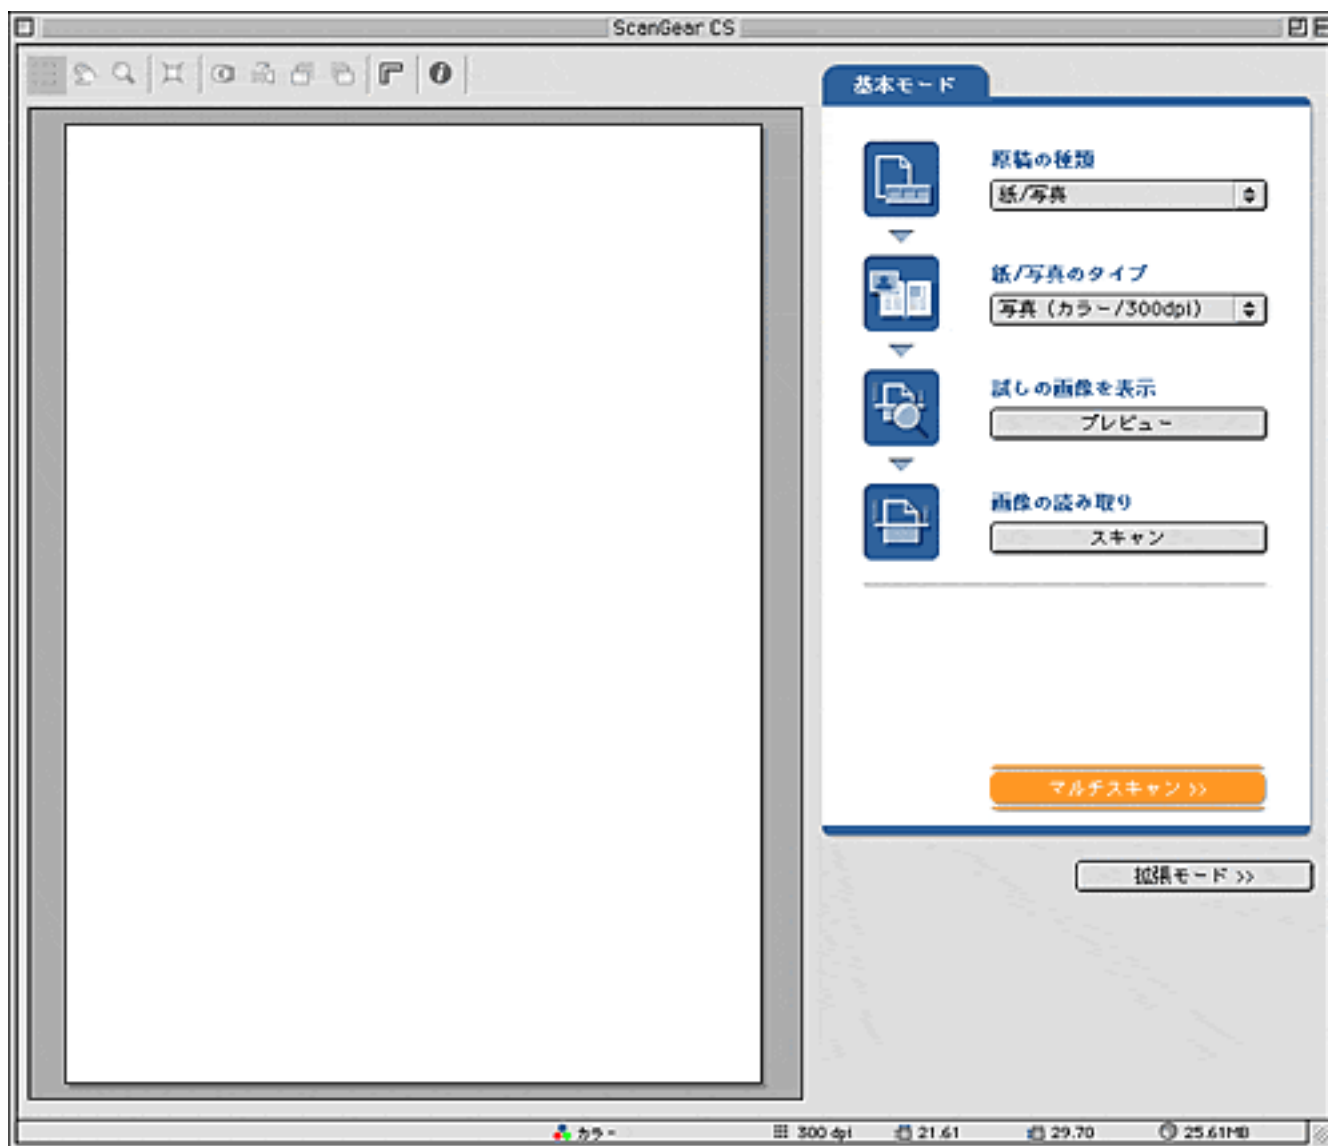 ScanGear CS
基本モード
原稿の種類
紙/写真
紙/写真のタイプ
写真 (カラー/300dpi)
試しの画像を表示
プレビュー
画像の読み取り
スキャン
マルチスキャン >>
拡張モード >>
カラー 300 dpi 21.61 29.70 25.61MB